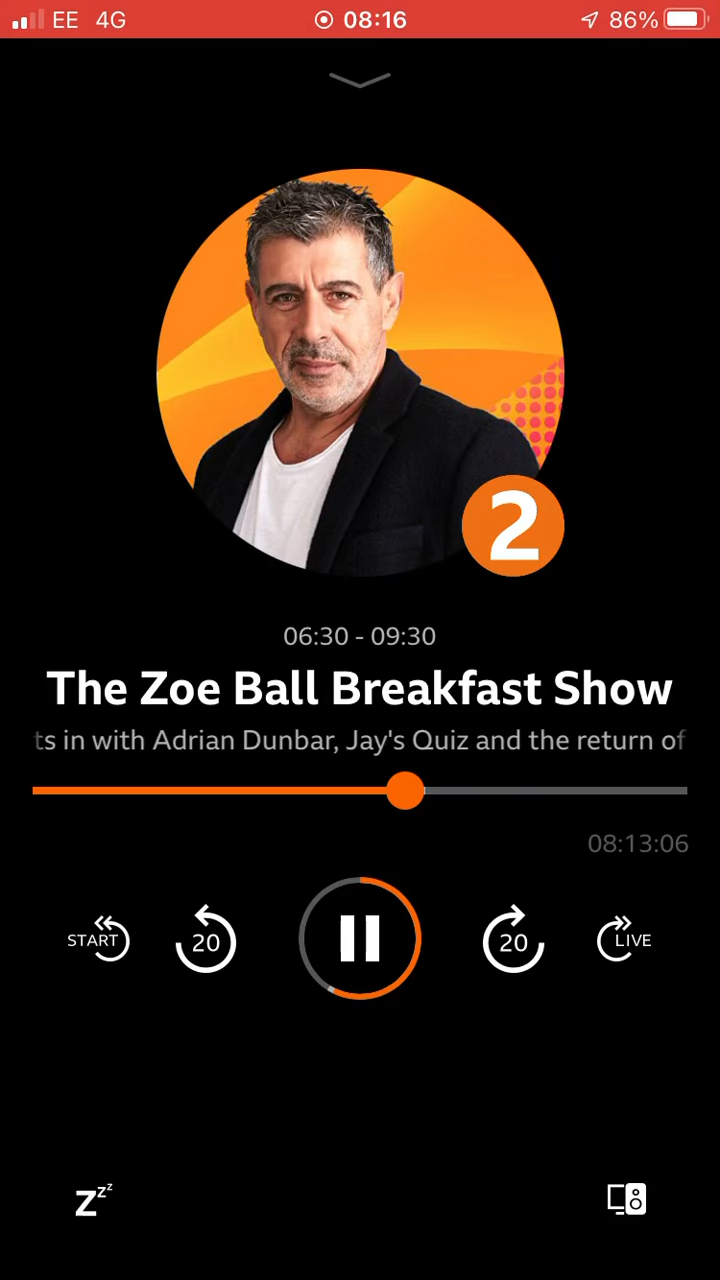 EE 4G 08:16 86%
2
06:30 - 09:30
The Zoe Ball Breakfast Show
ts in with Adrian Dunbar, Jay's Quiz and the return of
08:13:06
START 20 20 LIVE
zzz